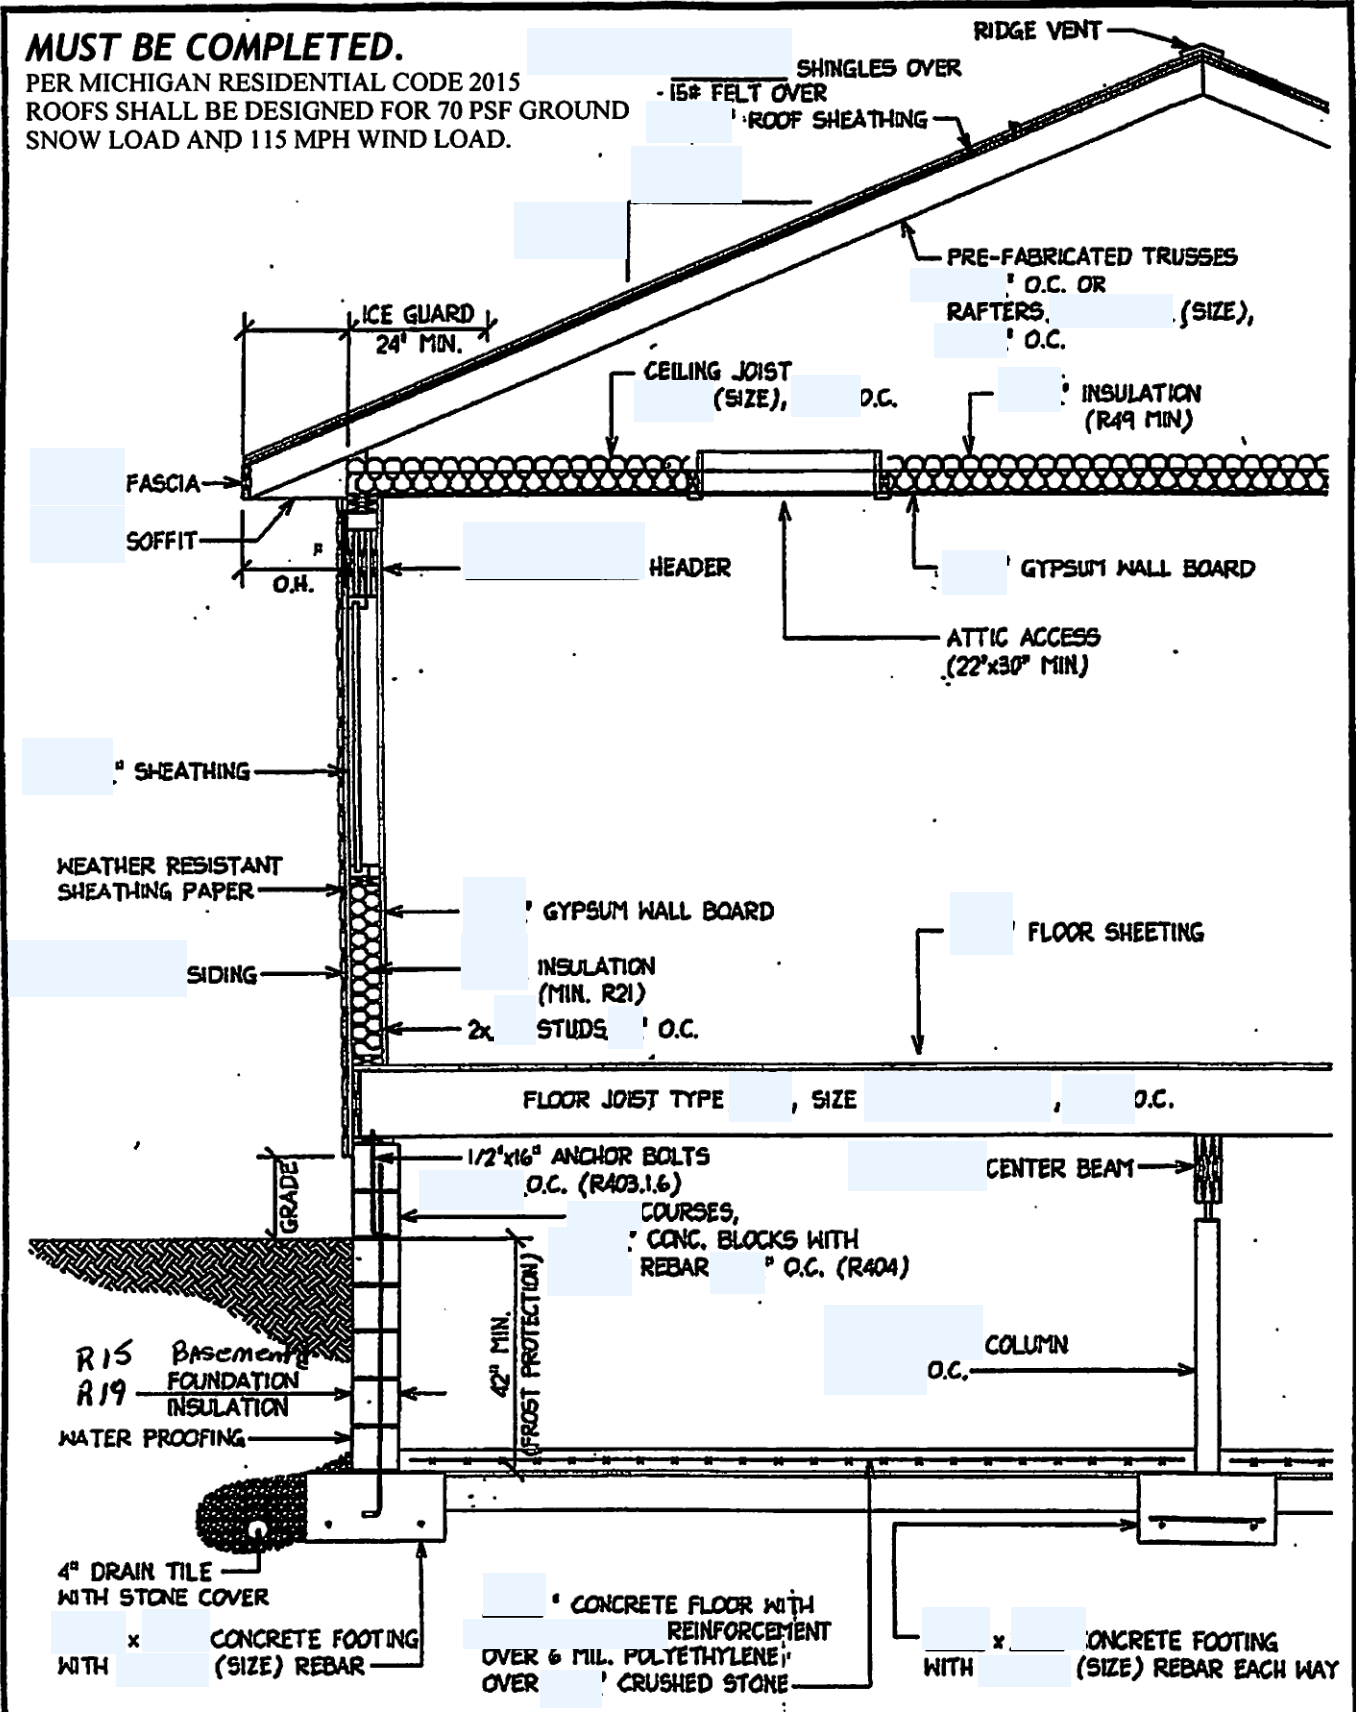 MUST BE COMPLETED.
PER MICHIGAN RESIDENTIAL CODE 2015
ROOFS SHALL BE DESIGNED FOR 70 PSF GROUND
SNOW LOAD AND 115 MPH WIND LOAD.
RIDGE VENT
SHINGLES OVER
15# FELT OVER
" ROOF SHEATHING
PRE-FABRICATED TRUSSES
" O.C. OR
RAFTERS, (SIZE),
" O.C.
ICE GUARD
24" MIN.
CEILING JOIST
(SIZE), O.C.
" INSULATION
(R49 MIN)
FASCIA
SOFFIT
"
O.H.
HEADER
" GYPSUM WALL BOARD
ATTIC ACCESS
(22"x30" MIN)
" SHEATHING
WEATHER RESISTANT
SHEATHING PAPER
SIDING
" GYPSUM WALL BOARD
INSULATION
(MIN. R21)
2x STUDS " O.C.
" FLOOR SHEETING
FLOOR JOIST TYPE , SIZE , O.C.
1/2"x16" ANCHOR BOLTS
O.C. (R403.1.6)
GRADE
COURSES,
" CONC. BLOCKS WITH
REBAR " O.C. (R404)
CENTER BEAM
42" MIN.
(FROST PROTECTION)
COLUMN
O.C.
R15 Basement
R19 FOUNDATION
INSULATION
WATER PROOFING
4" DRAIN TILE
WITH STONE COVER
x CONCRETE FOOTING
WITH (SIZE) REBAR
" CONCRETE FLOOR WITH
REINFORCEMENT
OVER 6 MIL. POLYETHYLENE,
OVER " CRUSHED STONE
x CONCRETE FOOTING
WITH (SIZE) REBAR EACH WAY